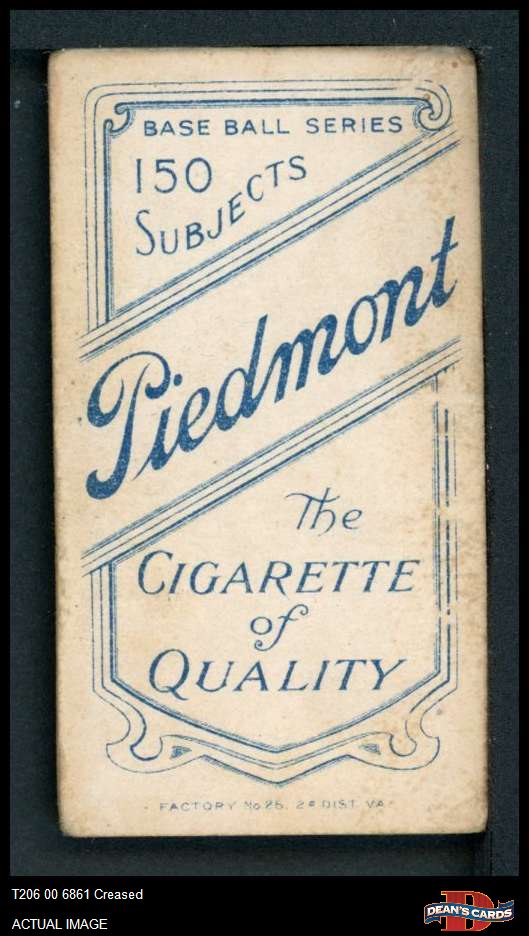 BASE BALL SERIES
150
SUBJECTS
Piedmont
The
CIGARETTE
of
QUALITY
FACTORY No 25. 2D DIST. VA.
T206 00 6861 Creased
ACTUAL IMAGE
DEAN'S CARDS